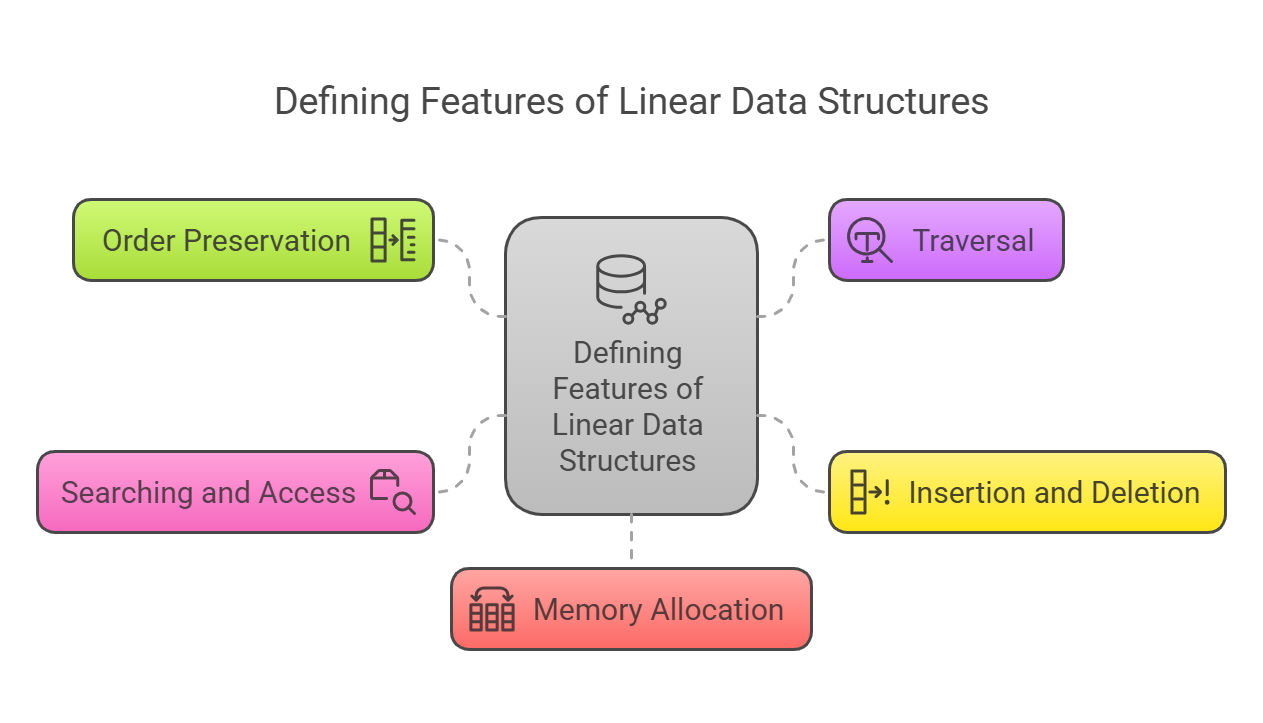 Defining Features of Linear Data Structures
Order Preservation
Traversal
Defining
Features of
Linear Data
Structures
Searching and Access
Insertion and Deletion
Memory Allocation